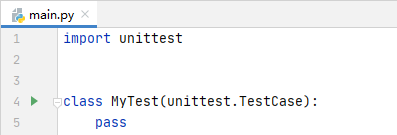 main.py
1 import unittest
2
3
4 class MyTest(unittest.TestCase):
5     pass